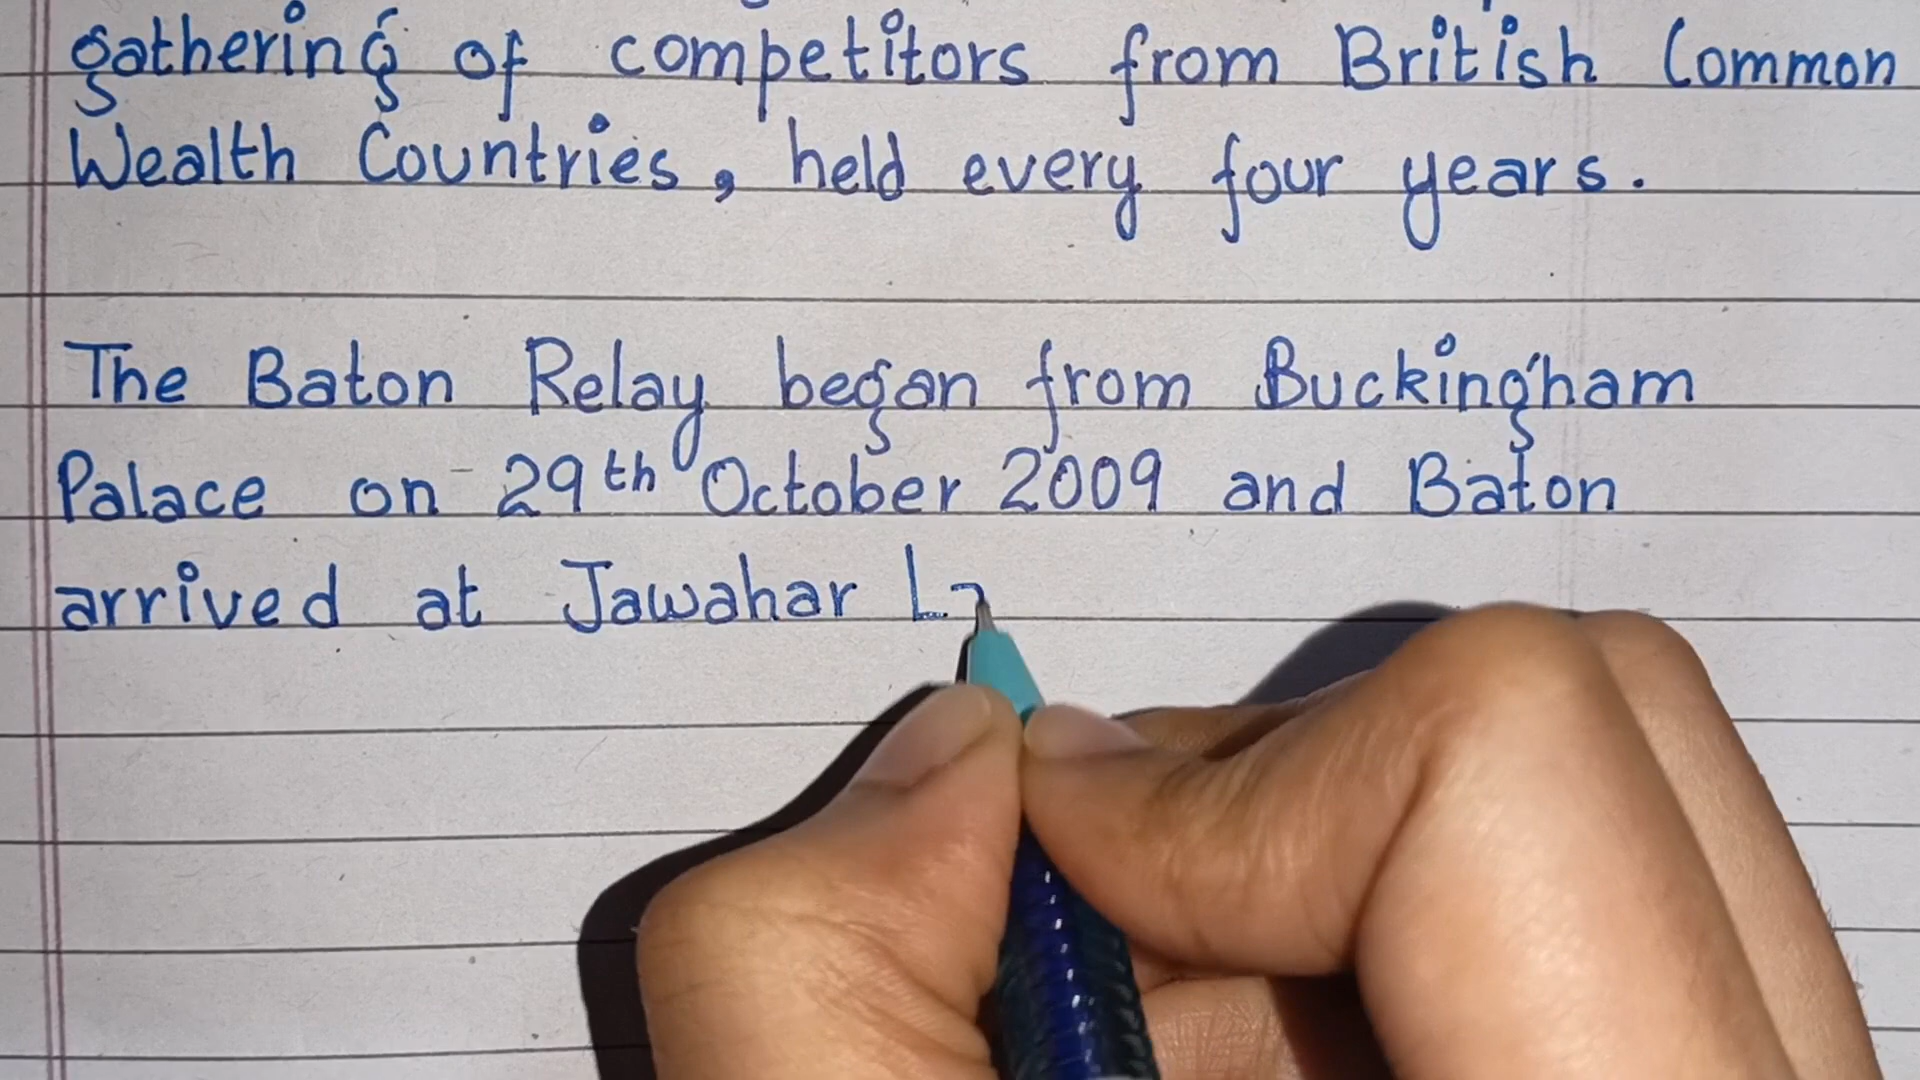 gathering of competitors from British Common
Wealth Countries, held every four years.
The Baton Relay began from Buckingham
Palace on 29th October 2009 and Baton
arrived at Jawahar L